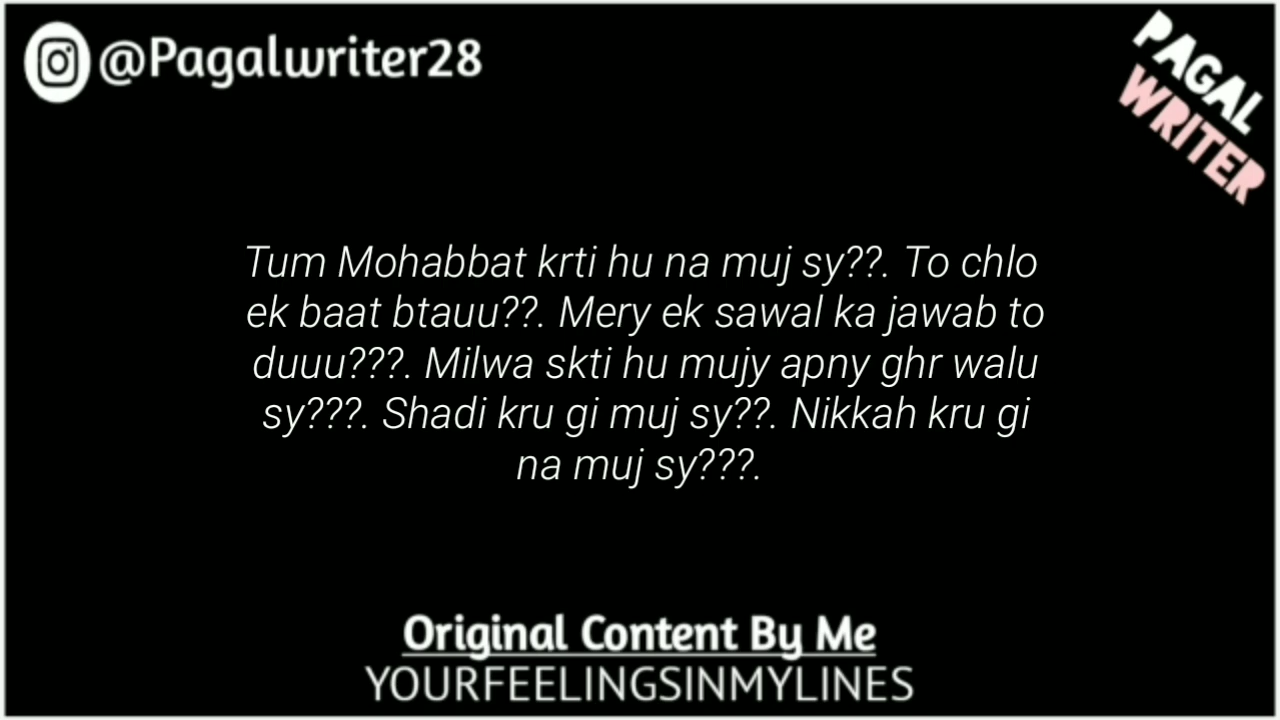 @Pagalwriter28
PAGAL
WRITER
Tum Mohabbat krti hu na muj sy??. To chlo
ek baat btauu??. Mery ek sawal ka jawab to
duuu???. Milwa skti hu mujy apny ghr walu
sy???. Shadi kru gi muj sy??. Nikkah kru gi
na muj sy???.
Original Content By Me
YOURFEELINGSINMYLINES